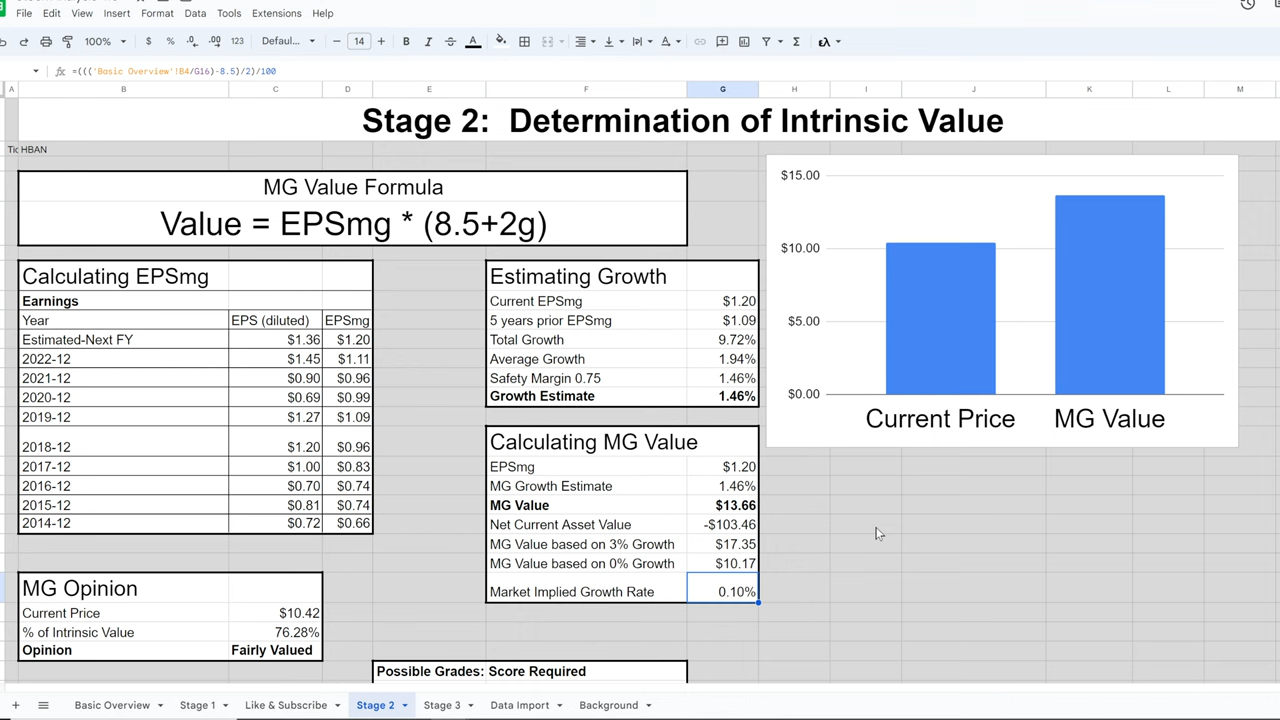 File Edit View Insert Format Data Tools Extensions Help
100% $ % .0 .00 123 Defaul... - 14 + B I A Σ
fx =((('Basic Overview'!B4/G16)-8.5)/2)/100
A B C D E F G H I J K L M
Stage 2: Determination of Intrinsic Value
Tic HBAN
MG Value Formula
Value = EPSmg * (8.5+2g)
Calculating EPSmg
Earnings
Year EPS (diluted) EPSmg
Estimated-Next FY $1.36 $1.20
2022-12 $1.45 $1.11
2021-12 $0.90 $0.96
2020-12 $0.69 $0.99
2019-12 $1.27 $1.09
2018-12 $1.20 $0.96
2017-12 $1.00 $0.83
2016-12 $0.70 $0.74
2015-12 $0.81 $0.74
2014-12 $0.72 $0.66
MG Opinion
Current Price $10.42
% of Intrinsic Value 76.28%
Opinion Fairly Valued
Estimating Growth
Current EPSmg $1.20
5 years prior EPSmg $1.09
Total Growth 9.72%
Average Growth 1.94%
Safety Margin 0.75 1.46%
Growth Estimate 1.46%
Calculating MG Value
EPSmg $1.20
MG Growth Estimate 1.46%
MG Value $13.66
Net Current Asset Value -$103.46
MG Value based on 3% Growth $17.35
MG Value based on 0% Growth $10.17
Market Implied Growth Rate 0.10%
Possible Grades: Score Required
$15.00
$10.00
$5.00
$0.00
Current Price MG Value
+ Basic Overview Stage 1 Like & Subscribe Stage 2 Stage 3 Data Import Background